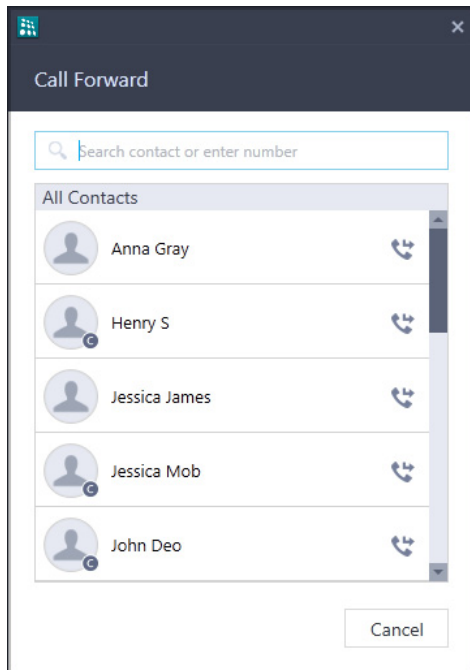 Call Forward
Search contact or enter number
All Contacts
Anna Gray
Henry S
C
Jessica James
Jessica Mob
C
John Deo
C
Cancel